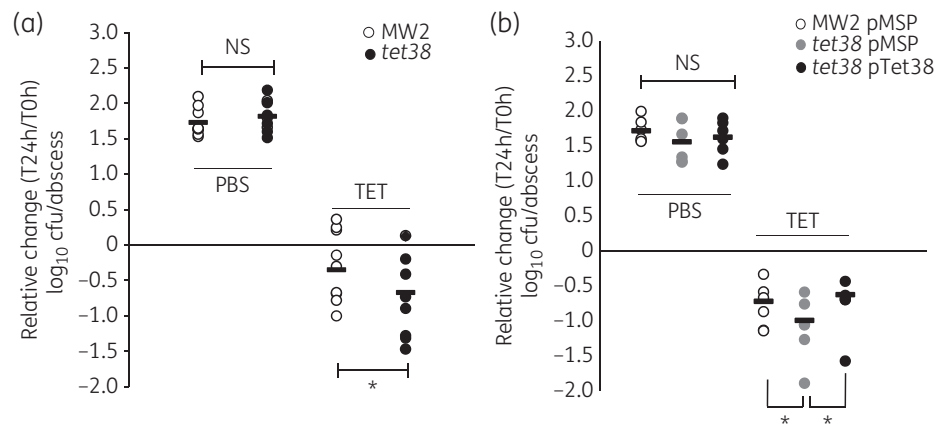 (a)
Relative change (T24h/T0h)
log10 cfu/abscess
3.0
2.5
2.0
1.5
1.0
0.5
0
–0.5
–1.0
–1.5
–2.0
MW2
tet38
NS
PBS
TET
*
(b)
Relative change (T24h/T0h)
log10 cfu/abscess
3.0
2.5
2.0
1.5
1.0
0.5
0
–0.5
–1.0
–1.5
–2.0
MW2 pMSP
tet38 pMSP
tet38 pTet38
NS
PBS
TET
* *